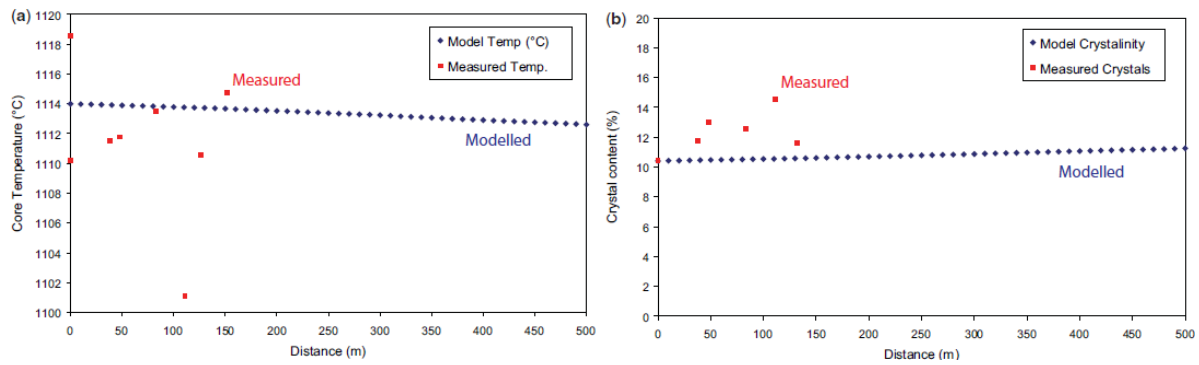 (a)
1120
1118
1116
1114
1112
1110
1108
1106
1104
1102
1100
Core Temperature (°C)
Model Temp (°C)
Measured Temp.
Measured
Modelled
0 50 100 150 200 250 300 350 400 450 500
Distance (m)
(b)
20
18
16
14
12
10
8
6
4
2
0
Crystal content (%)
Model Crystalinity
Measured Crystals
Measured
Modelled
0 50 100 150 200 250 300 350 400 450 500
Distance (m)